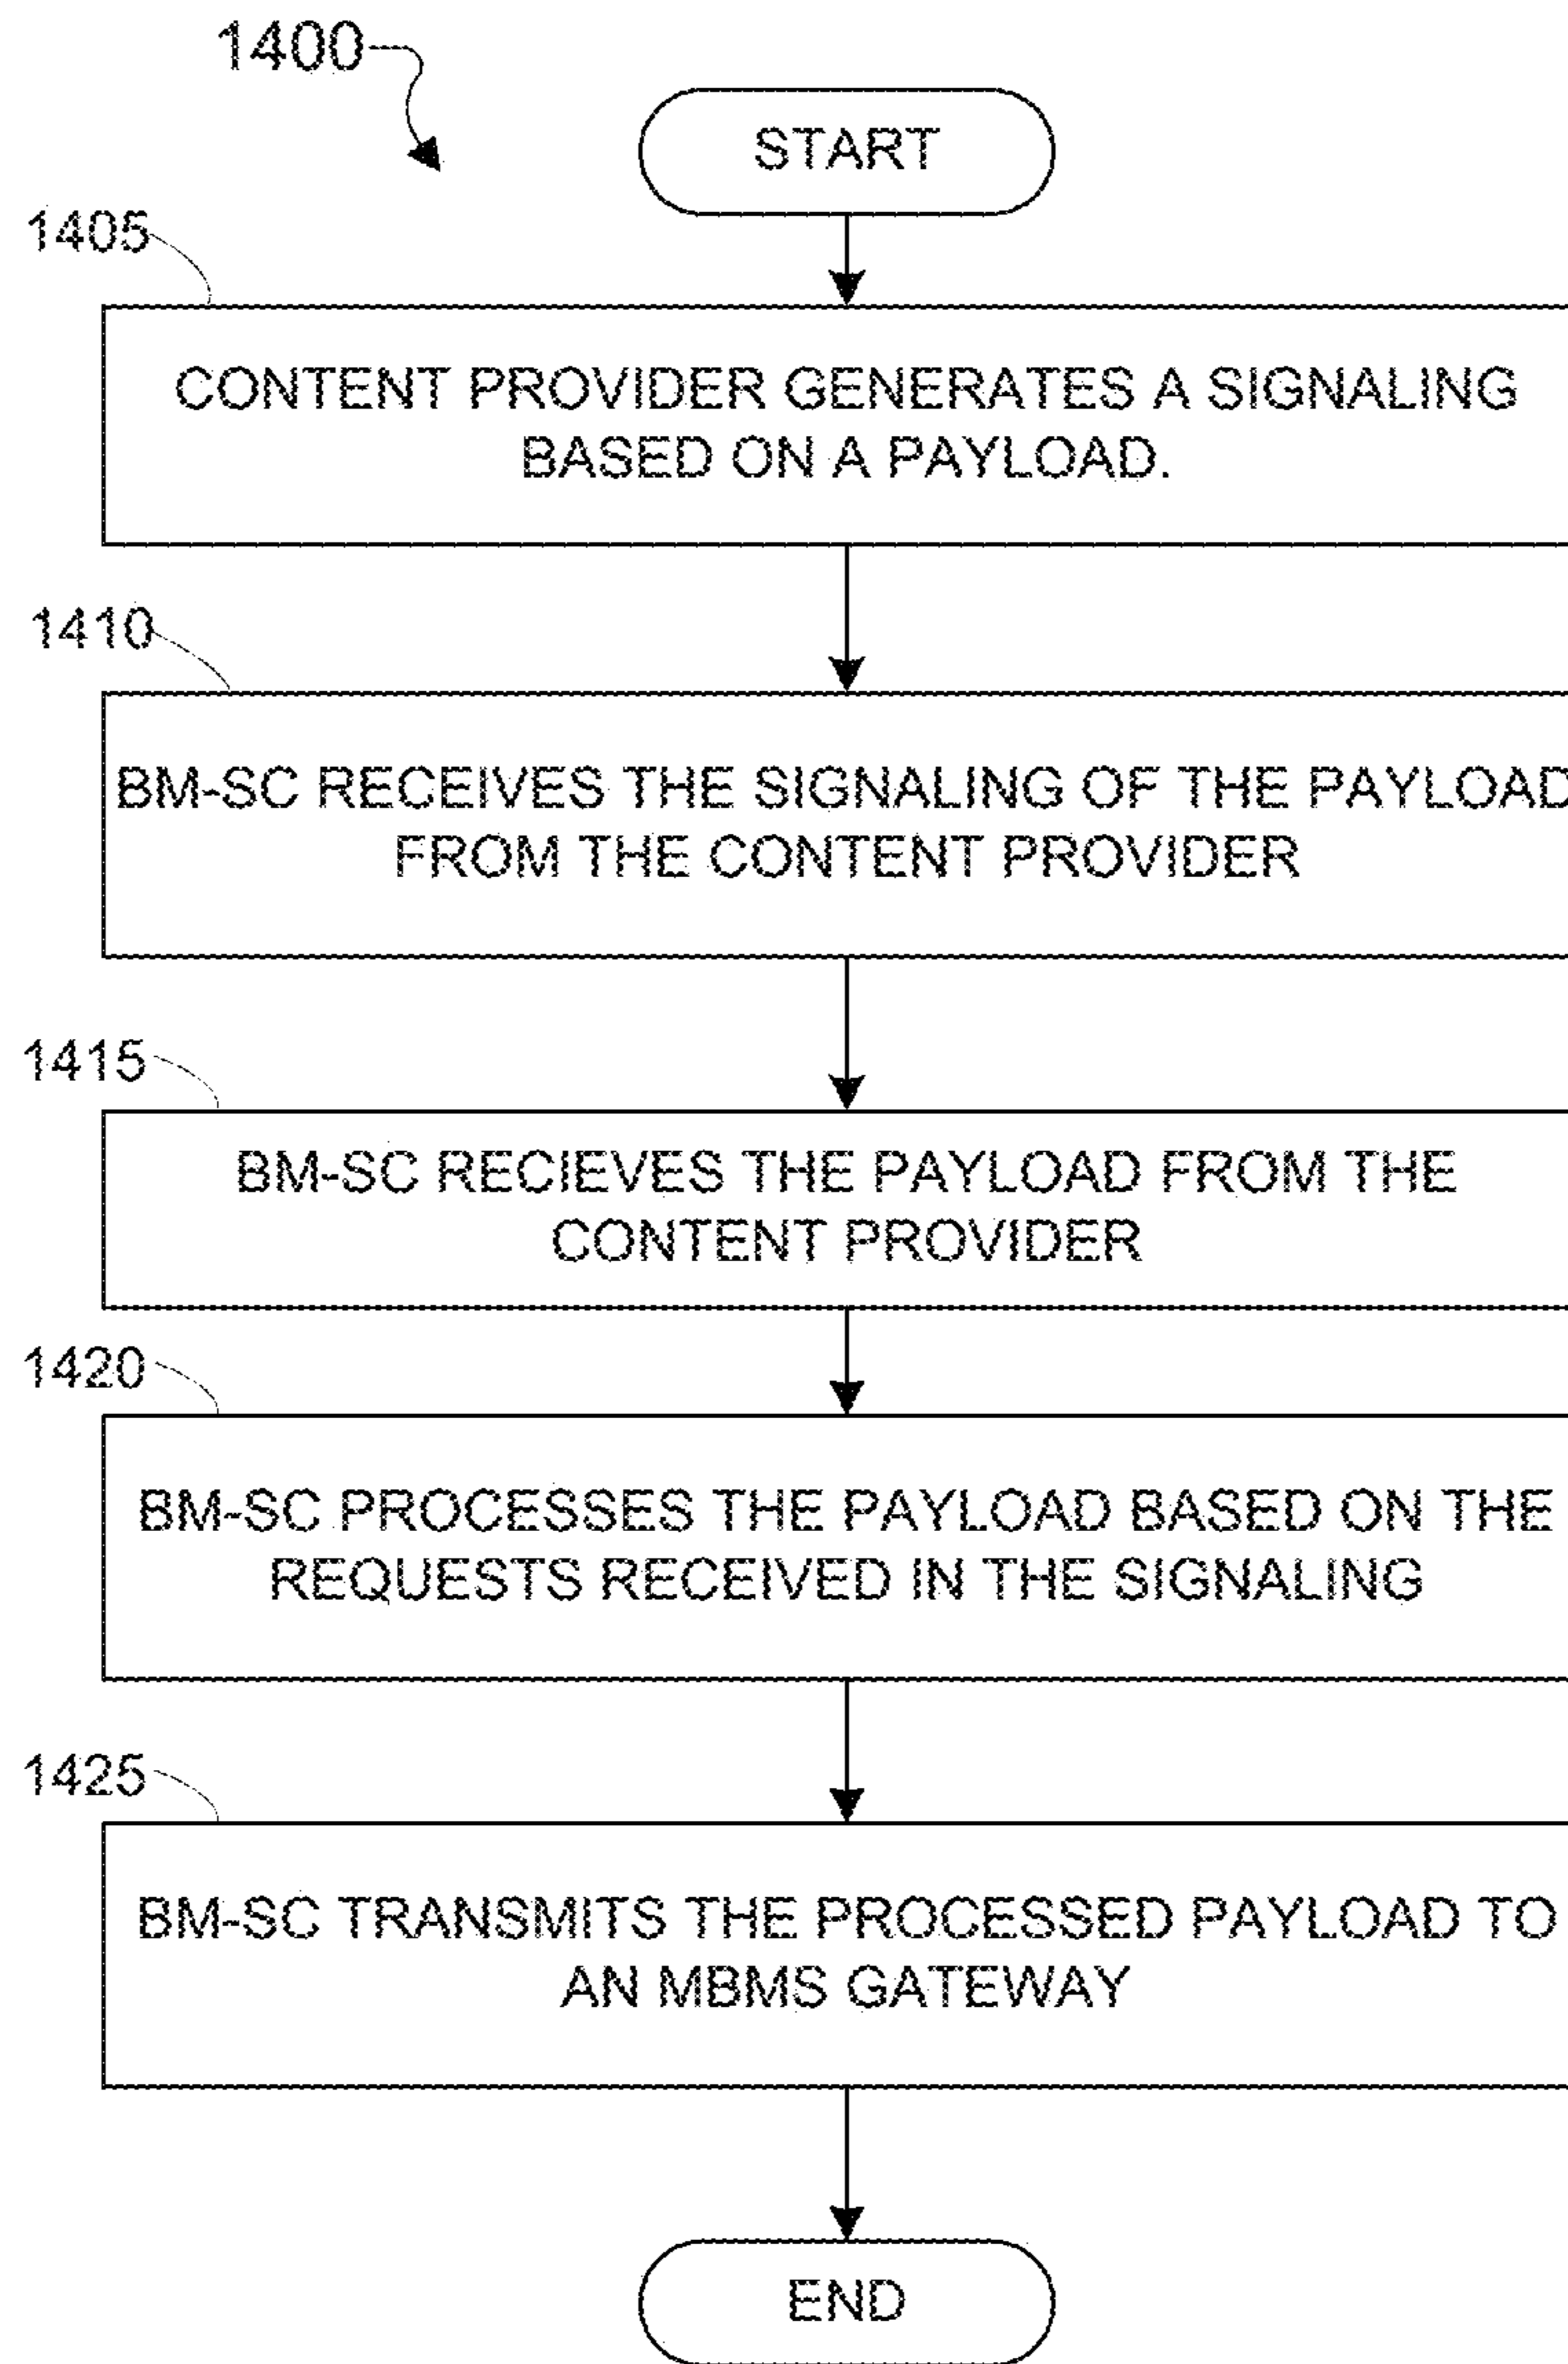 1400
START
1405
CONTENT PROVIDER GENERATES A SIGNALING
BASED ON A PAYLOAD.
1410
BM-SC RECEIVES THE SIGNALING OF THE PAYLOAD
FROM THE CONTENT PROVIDER
1415
BM-SC RECIEVES THE PAYLOAD FROM THE
CONTENT PROVIDER
1420
BM-SC PROCESSES THE PAYLOAD BASED ON THE
REQUESTS RECEIVED IN THE SIGNALING
1425
BM-SC TRANSMITS THE PROCESSED PAYLOAD TO
AN MBMS GATEWAY
END